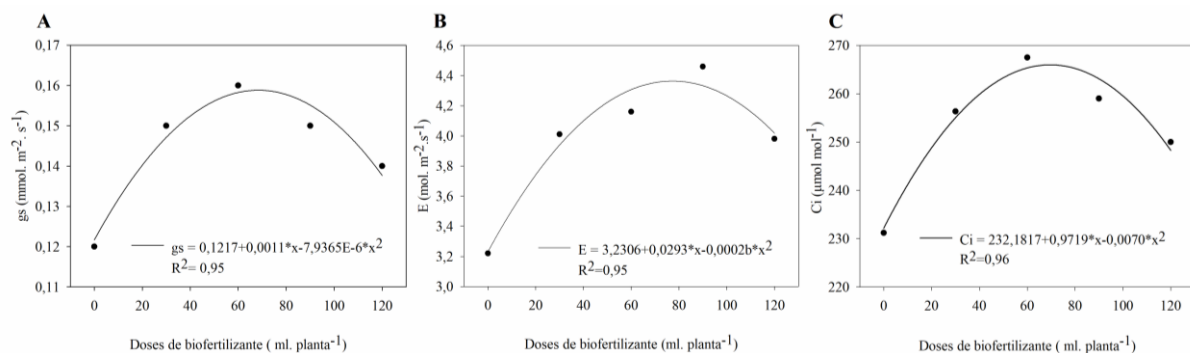 A
0,17
0,16
0,15
0,14
0,13
0,12
0,11
gs (mmol. m-2. s-1)
gs = 0,1217+0,0011*x-7,9365E-6*x2
R2= 0,95
0 20 40 60 80 100 120
Doses de biofertilizante ( ml. planta-1)
B
4,6
4,4
4,2
4,0
3,8
3,6
3,4
3,2
3,0
E (mol. m-2.s-1)
E = 3,2306+0,0293*x-0,0002b*x2
R2=0,95
0 20 40 60 80 100 120
Doses de biofertilizante (ml. planta-1)
C
270
260
250
240
230
220
Ci (μmol mol-1)
Ci = 232,1817+0,9719*x-0,0070*x2
R2=0,96
0 20 40 60 80 100 120
Doses de biofertilizante ( ml. planta-1)